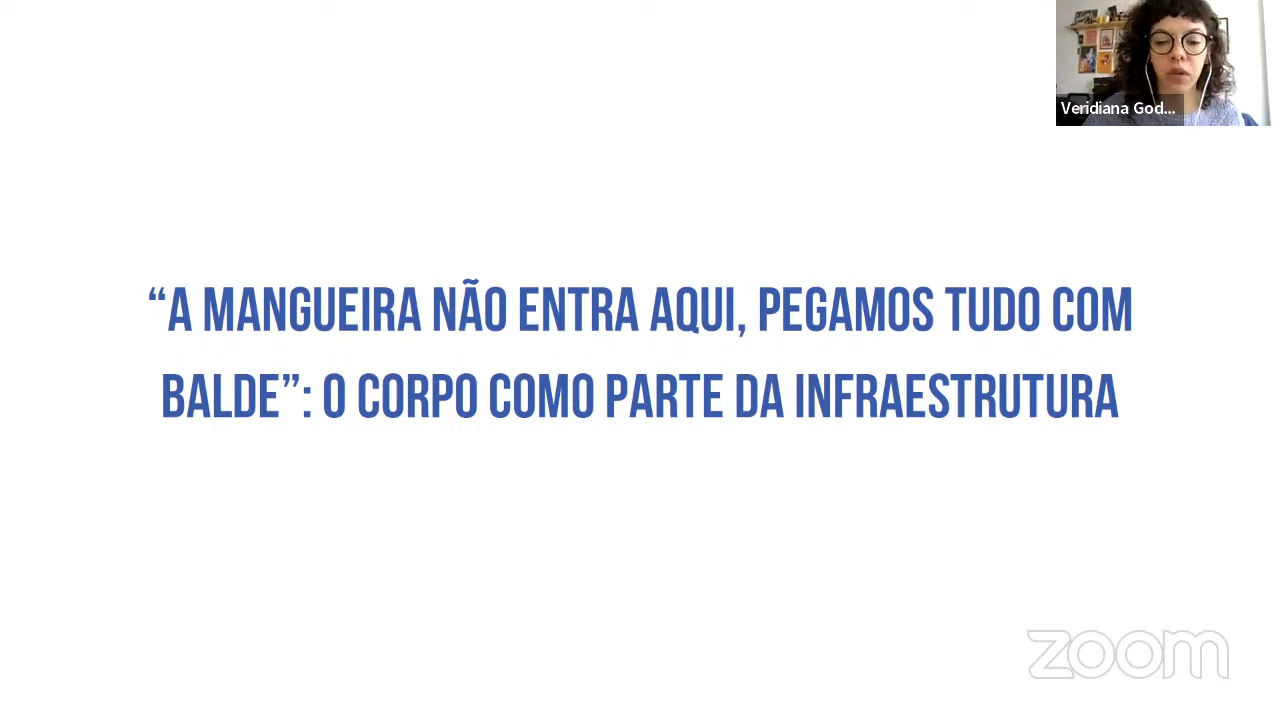 Veridiana God...
“A MANGUEIRA NÃO ENTRA AQUI, PEGAMOS TUDO COM
BALDE”: O CORPO COMO PARTE DA INFRAESTRUTURA
zoom